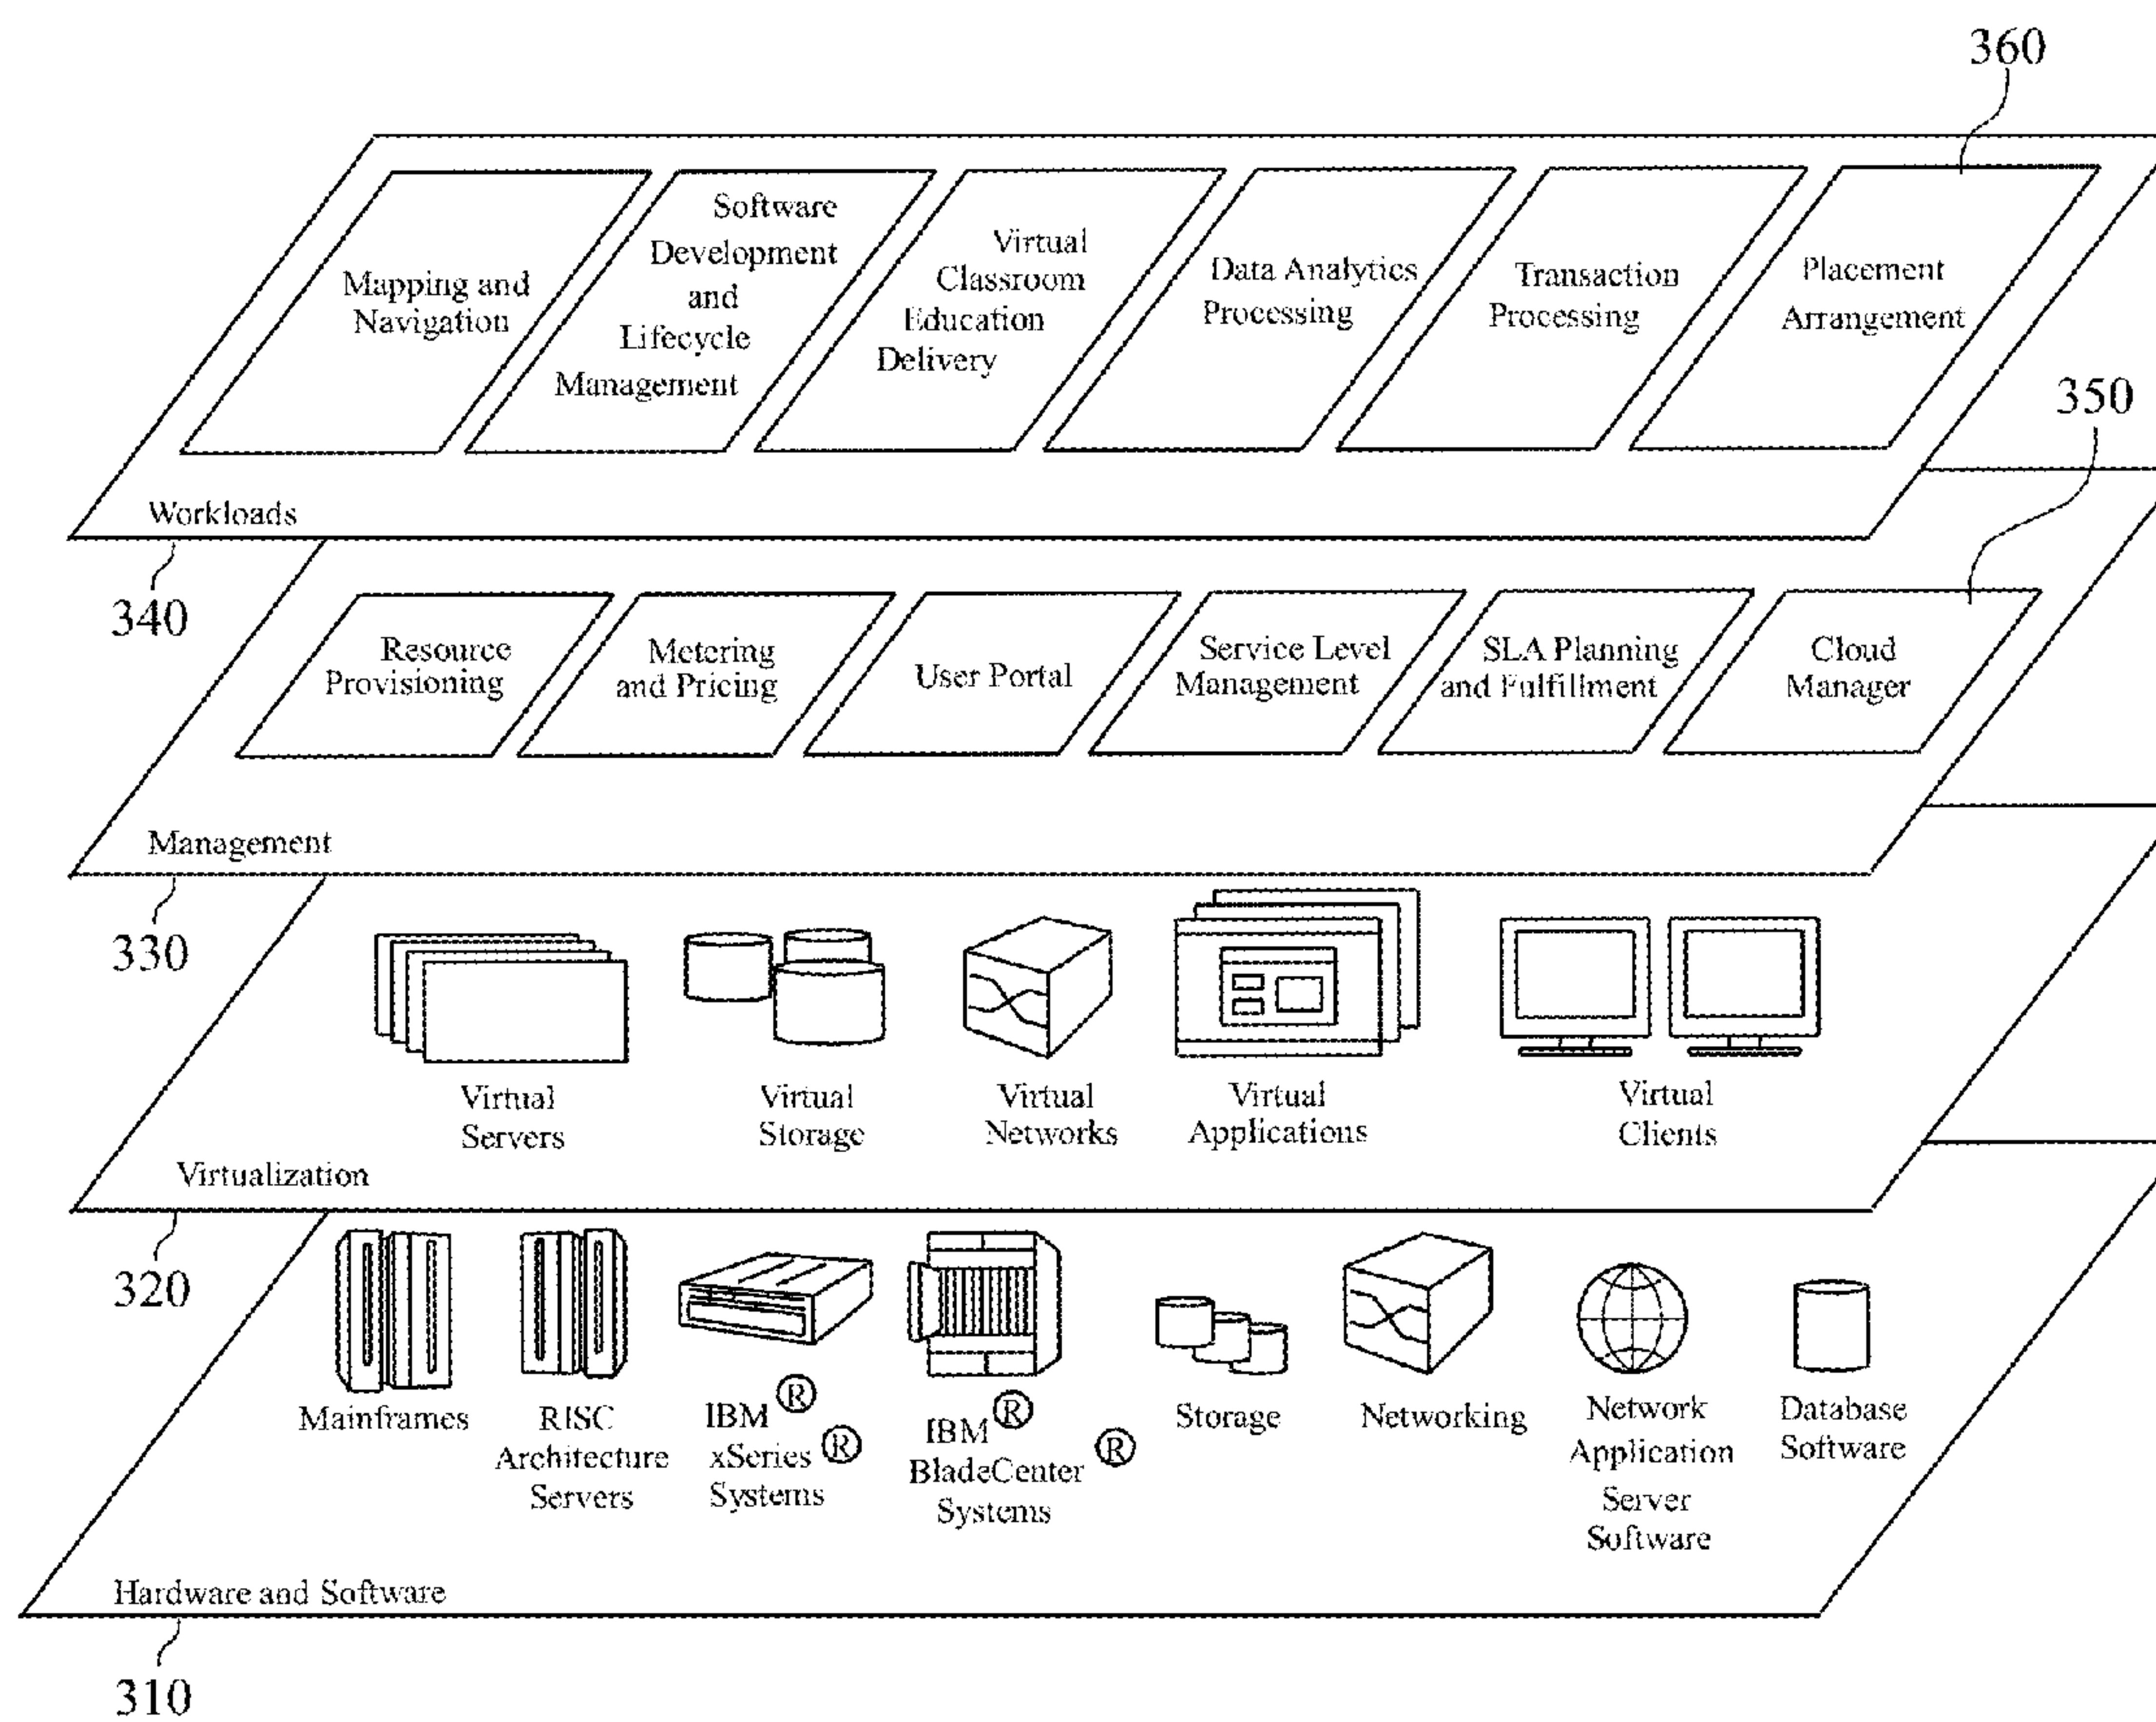 360
Mapping and
Navigation
Software
Development
and
Lifecycle
Management
Virtual
Classroom
Education
Delivery
Data Analytics
Processing
Transaction
Processing
Placement
Arrangement
350
Workloads
340
Resource
Provisioning
Metering
and Pricing
User Portal
Service Level
Management
SLA Planning
and Fulfillment
Cloud
Manager
Management
330
Virtual
Servers
Virtual
Storage
Virtual
Networks
Virtual
Applications
Virtual
Clients
Virtualization
320
Mainframes
RISC
Architecture
Servers
IBM ®
xSeries ®
Systems
IBM ®
BladeCenter ®
Systems
Storage
Networking
Network
Application
Server
Software
Database
Software
Hardware and Software
310